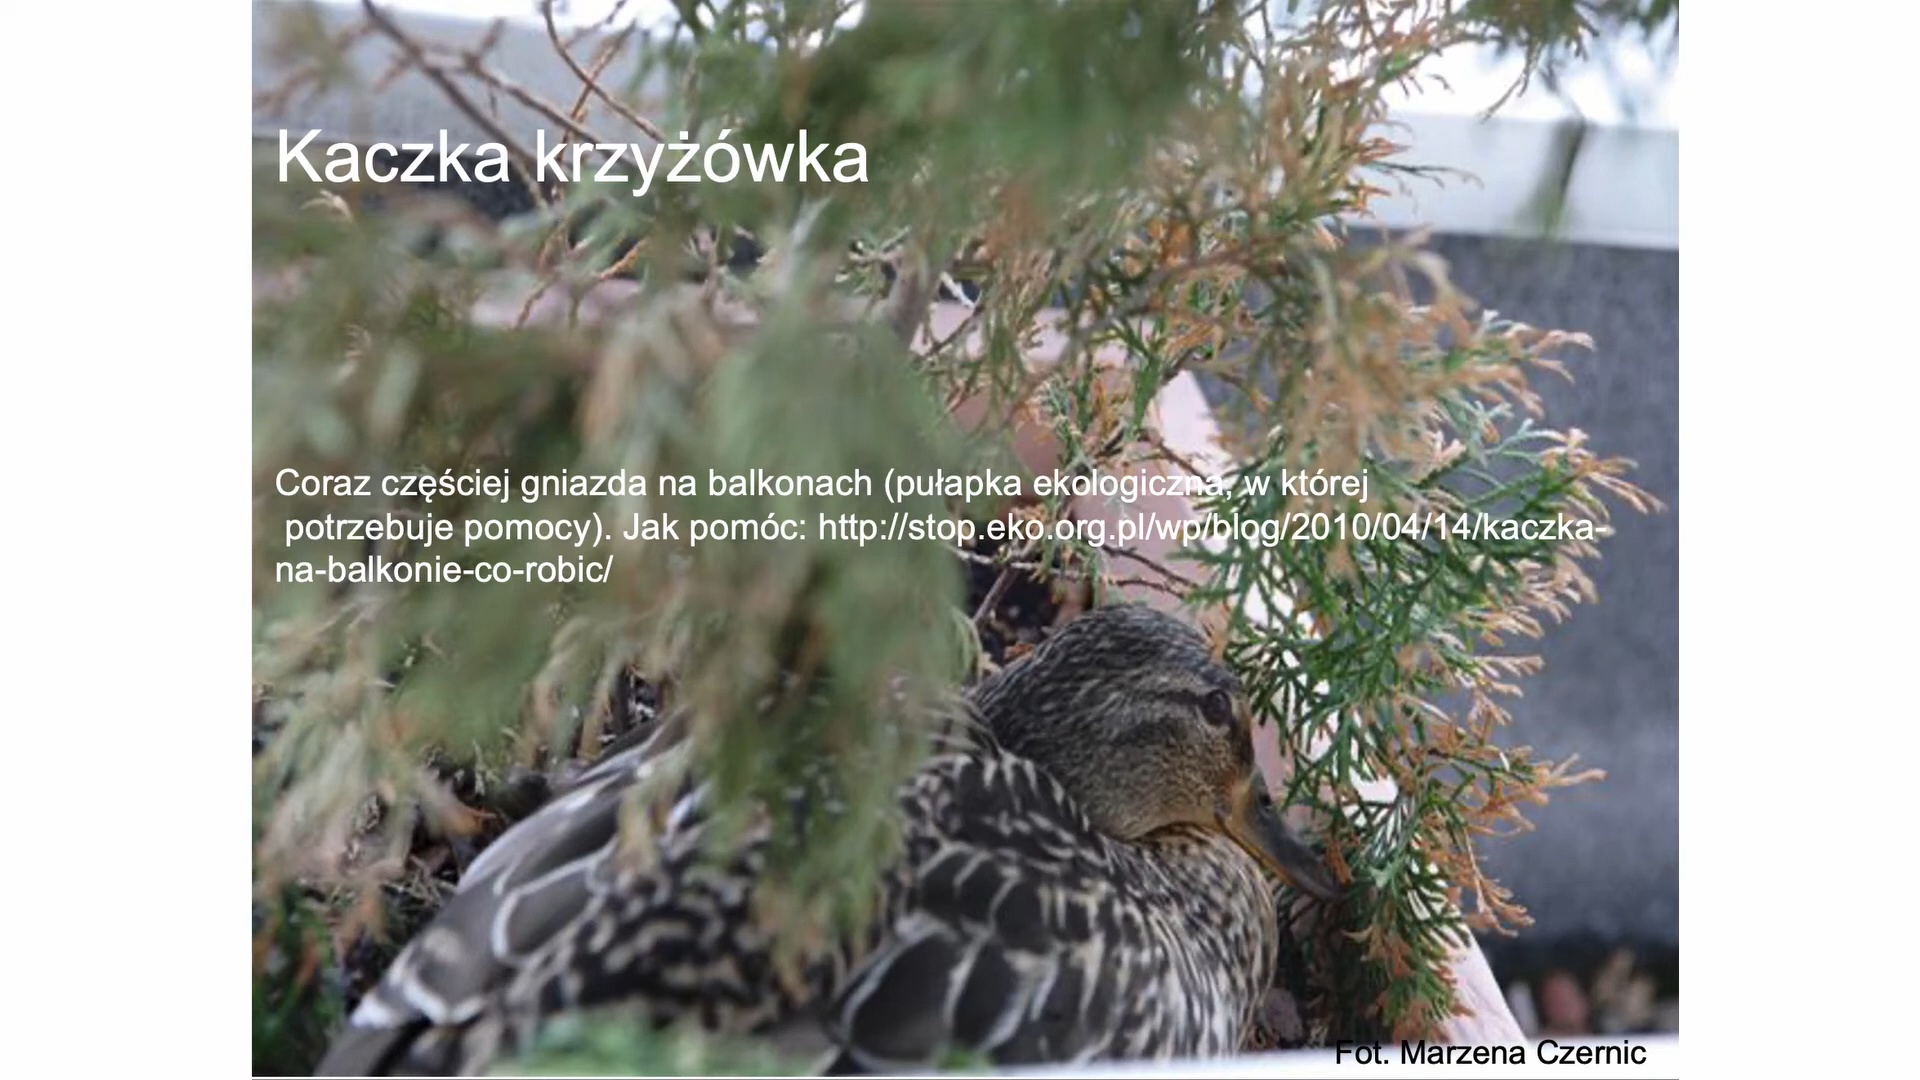 Kaczka krzyżówka
Coraz częściej gniazda na balkonach (pułapka ekologiczna, w której
potrzebuje pomocy). Jak pomóc: http://stop.eko.org.pl/wp/blog/2010/04/14/kaczka-
na-balkonie-co-robic/
Fot. Marzena Czernic